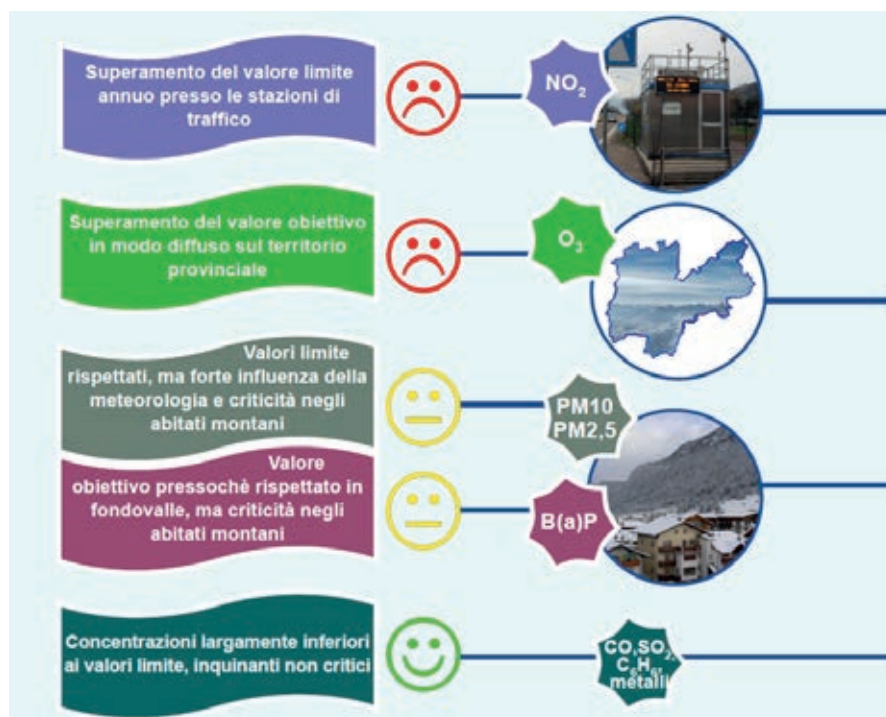 Superamento del valore limite
annuo presso le stazioni di
traffico
NO₂
Superamento del valore obiettivo
in modo diffuso sul territorio
provinciale
O₃
Valori limite
rispettati, ma forte influenza della
meteorologia e criticità negli
abitati montani
PM10
PM2,5
Valore
obiettivo pressochè rispettato in
fondovalle, ma criticità negli
abitati montani
B(a)P
Concentrazioni largamente inferiori
ai valori limite, inquinanti non critici
CO,SO₂,
C₆H₆,
metalli